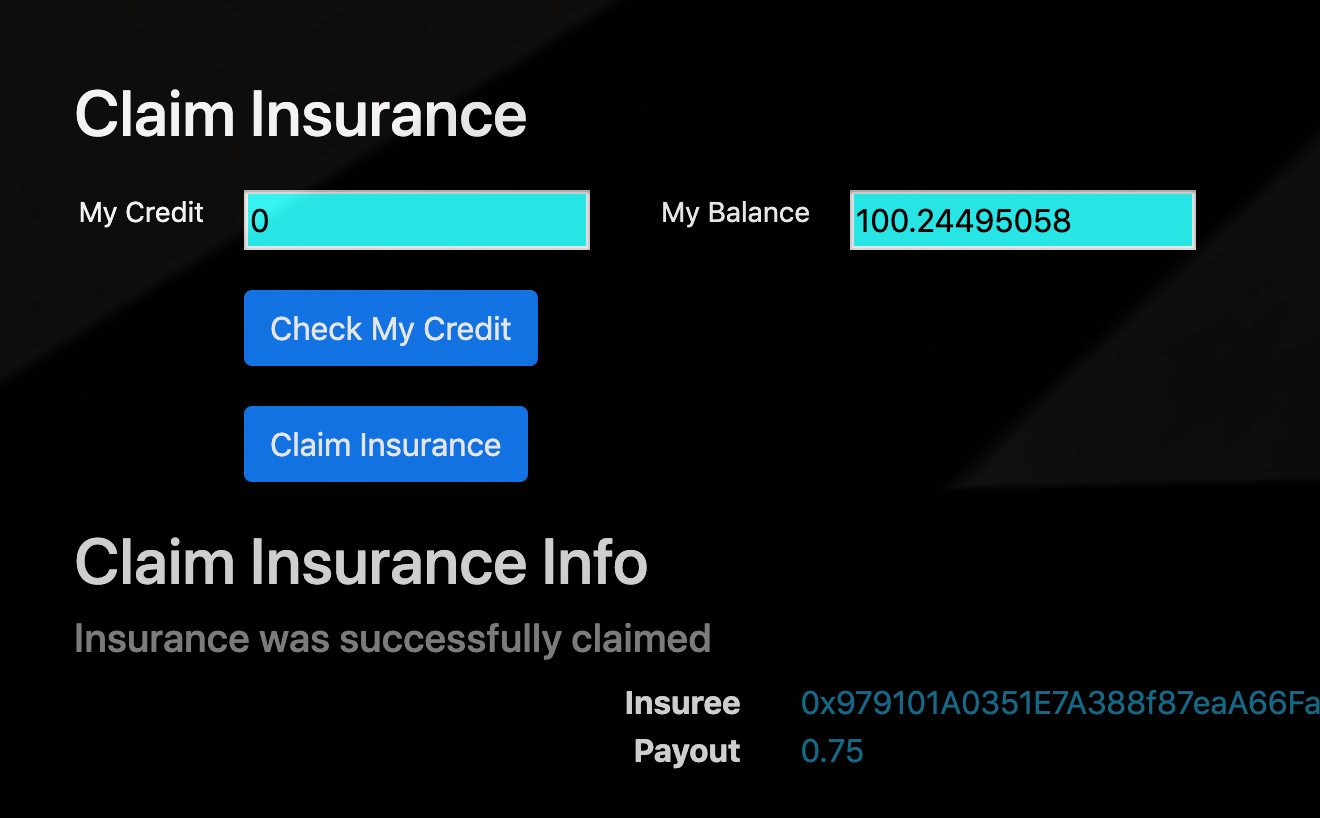 Claim Insurance
My Credit 0 My Balance 100.24495058
Check My Credit
Claim Insurance
Claim Insurance Info
Insurance was successfully claimed
Insuree 0x979101A0351E7A388f87eaA66Fa
Payout 0.75